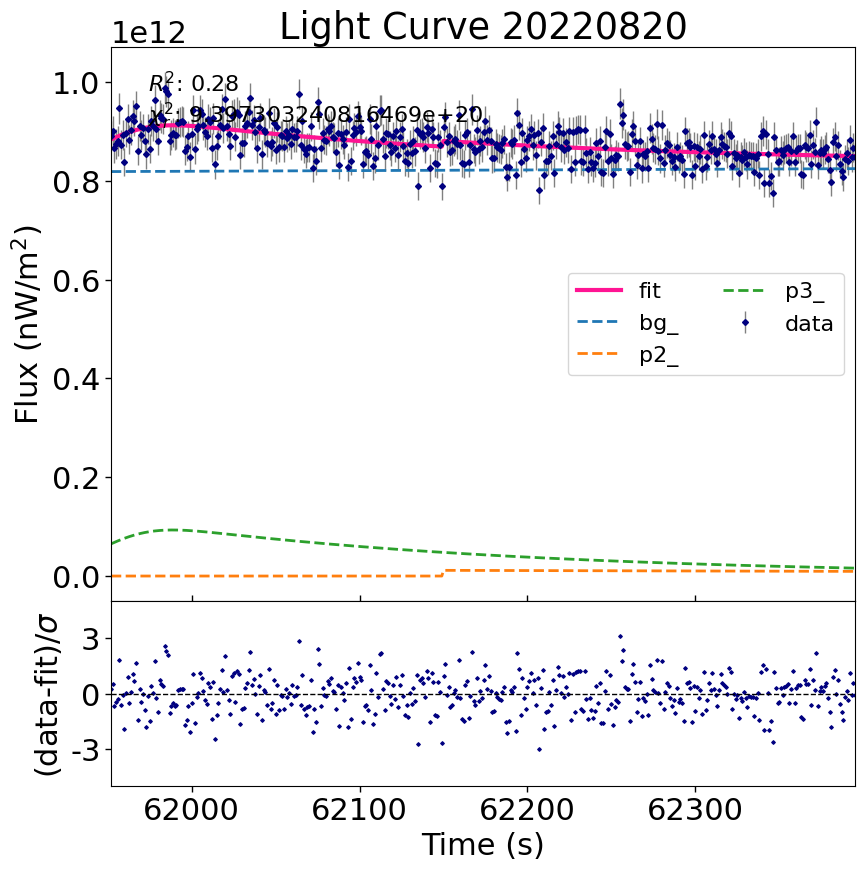 Light Curve 20220820
1e12
R²: 0.28
χ²: 9.397303240816469e+20
1.0
0.8
0.6
0.4
0.2
0.0
Flux (nW/m²)
fit
bg_
p2_
p3_
data
3
0
-3
(data-fit)/σ
62000 62100 62200 62300
Time (s)